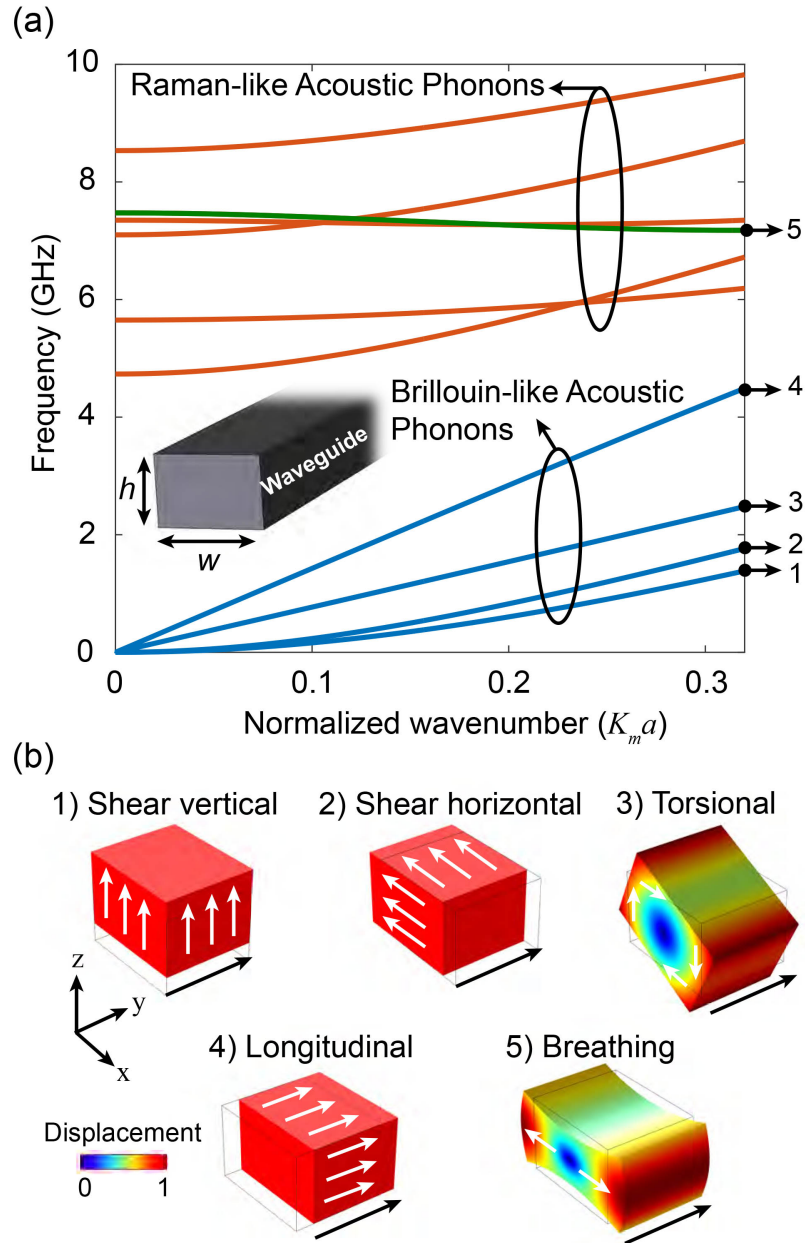 (a)
10
Raman-like Acoustic Phonons
8
5
6
Frequency (GHz)
4
Brillouin-like Acoustic
Phonons
4
Waveguide
h
w
3
2
2
1
0
0
0.1
0.2
0.3
Normalized wavenumber (Kₘa)
(b)
1) Shear vertical
2) Shear horizontal
3) Torsional
z
y
x
4) Longitudinal
5) Breathing
Displacement
0
1